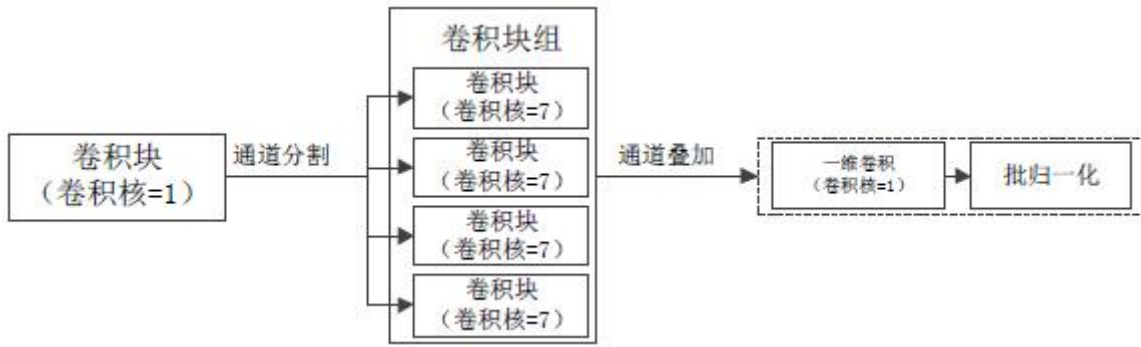 卷积块
（卷积核=1）
通道分割
卷积块组
卷积块
（卷积核=7）
卷积块
（卷积核=7）
卷积块
（卷积核=7）
卷积块
（卷积核=7）
通道叠加
一维卷积
（卷积核=1）
批归一化